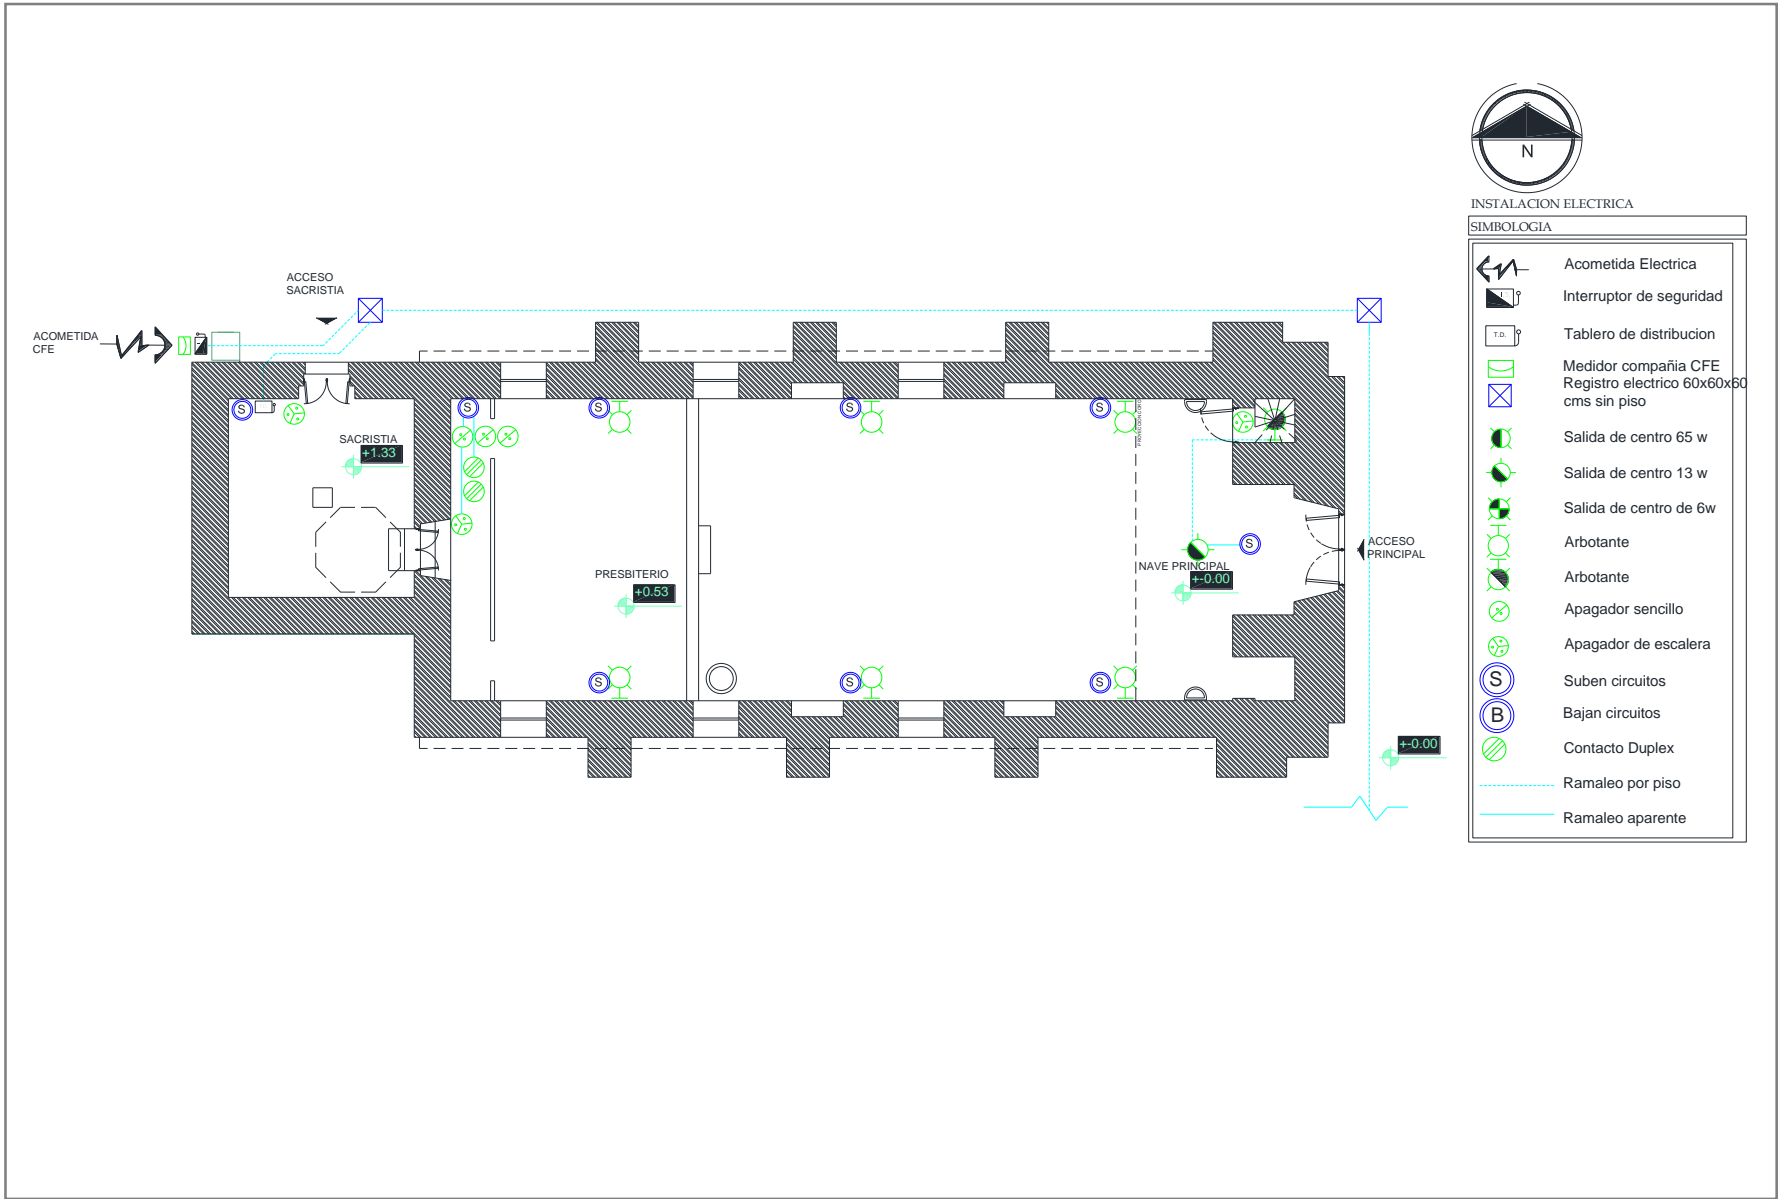 N
INSTALACION ELECTRICA
SIMBOLOGIA
Acometida Electrica
Interruptor de seguridad
T.D.
Tablero de distribucion
Medidor compañia CFE
Registro electrico 60x60x60
cms sin piso
Salida de centro 65 w
Salida de centro 13 w
Salida de centro de 6w
Arbotante
Arbotante
Apagador sencillo
Apagador de escalera
S
Suben circuitos
B
Bajan circuitos
Contacto Duplex
Ramaleo por piso
Ramaleo aparente
ACCESO
SACRISTIA
ACOMETIDA
CFE
S
S
S
S
S
SACRISTIA
+1.33
S
ACCESO
PRINCIPAL
NAVE PRINCIPAL
+-0.00
PRESBITERIO
+0.53
S
S
S
+-0.00